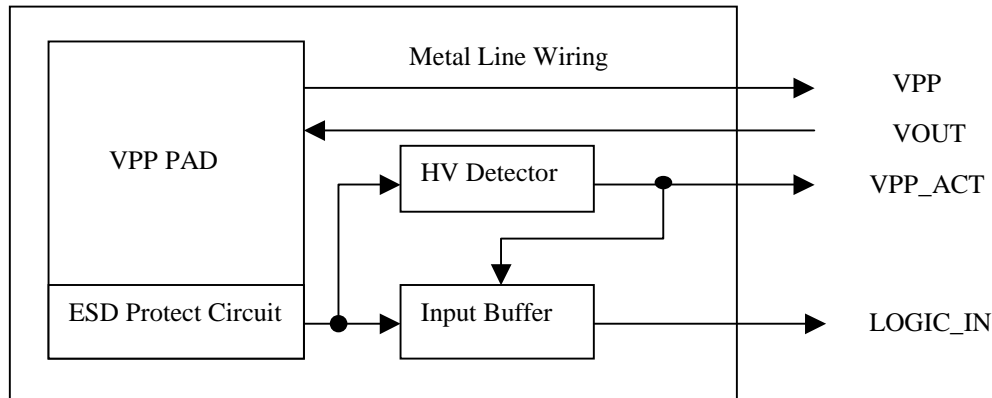 Metal Line Wiring
VPP
VOUT
VPP PAD
HV Detector
VPP_ACT
ESD Protect Circuit
Input Buffer
LOGIC_IN